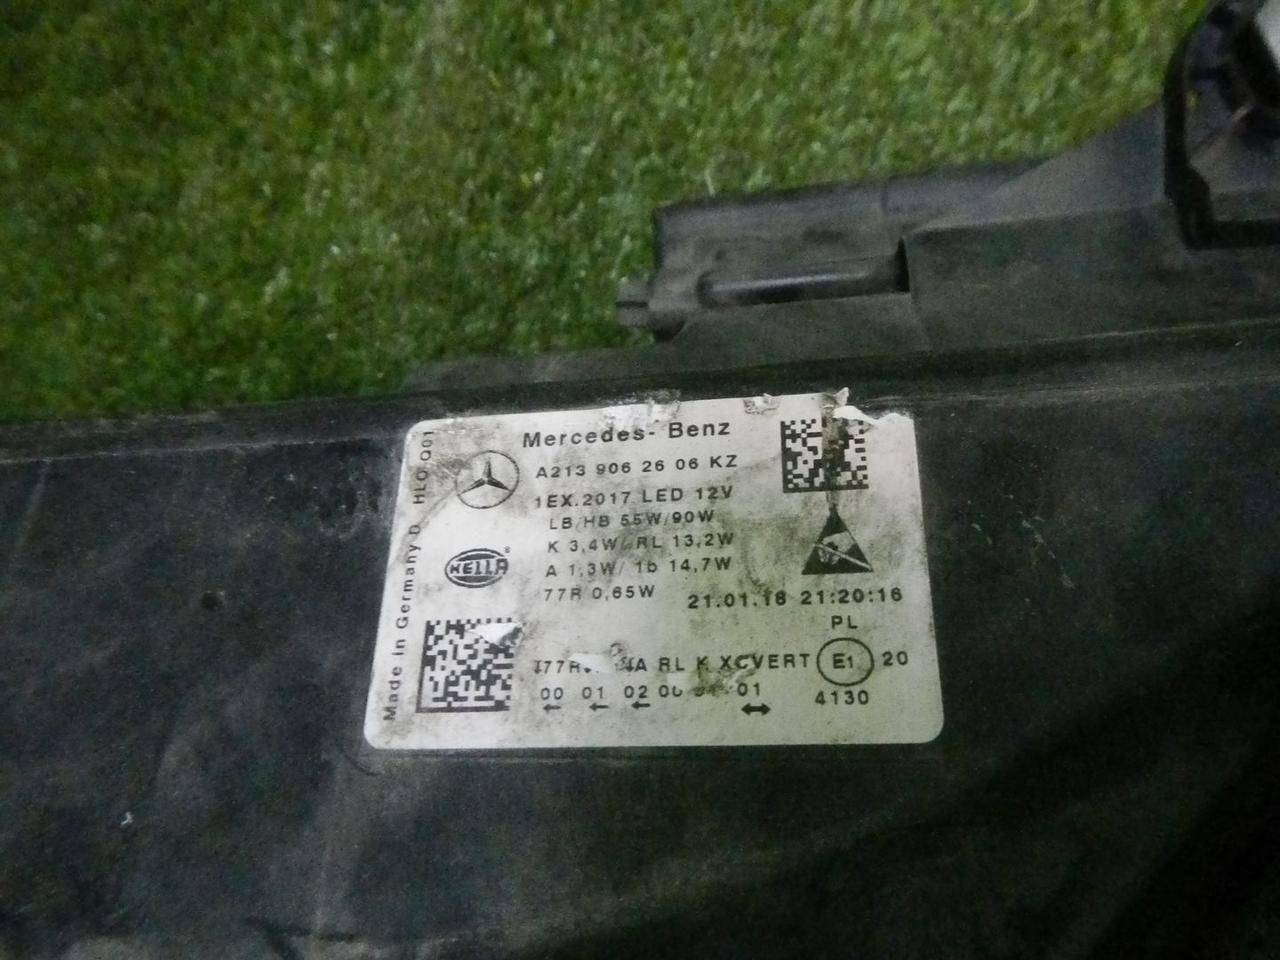 Mercedes- Benz
A213 906 26 06 KZ
1EX.2017 LED 12V
LB/HB 55W/90W
K 3,4W/ RL 13,2W
A 1,3W/ 1b 14,7W
77R 0,65W
21.01.18 21:20:16
PL
RL K XCVERT E1 20
00 01 02 01
4130
HELLA
Made in Germany D HLO Q01